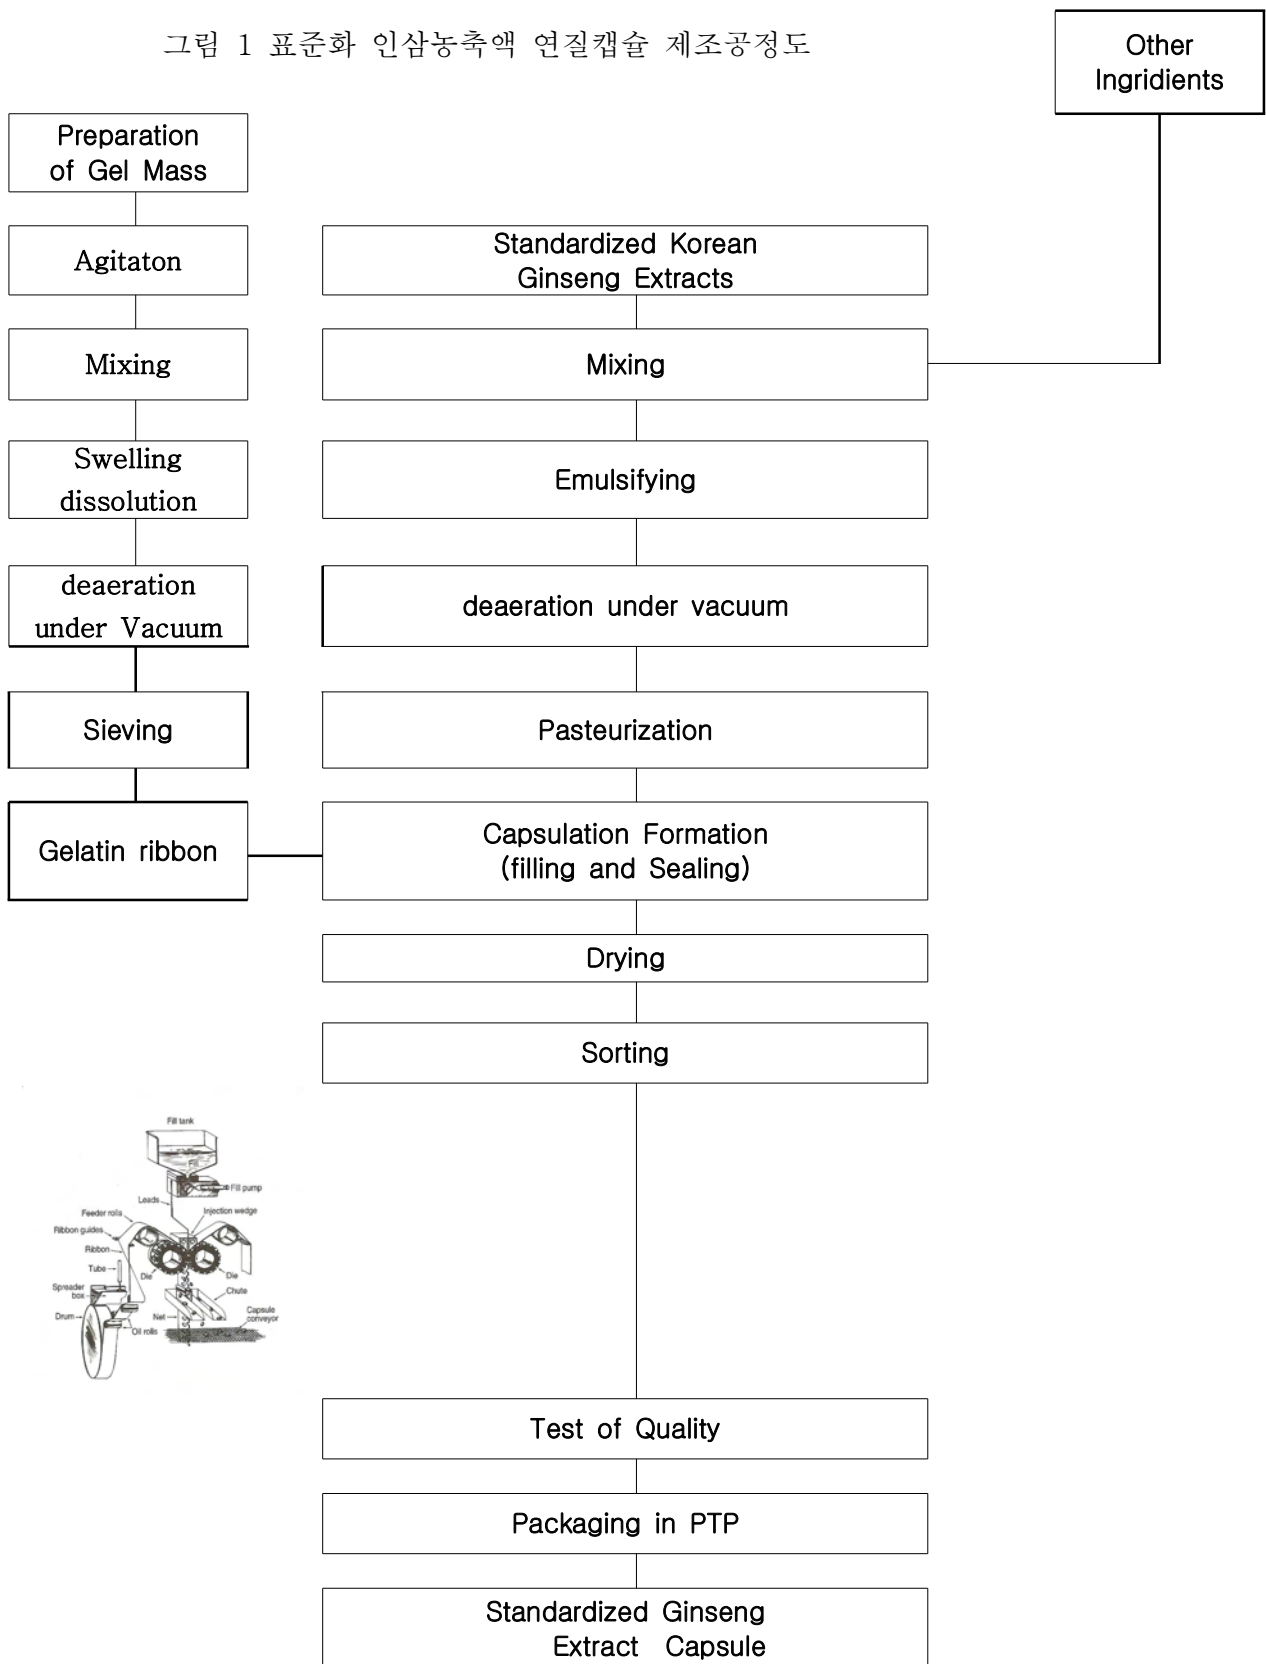 그림 1 표준화 인삼농축액 연질캡슐 제조공정도
Other
Ingridients
Preparation
of Gel Mass
Agitaton
Mixing
Swelling
dissolution
deaeration
under Vacuum
Sieving
Gelatin ribbon
Standardized Korean
Ginseng Extracts
Mixing
Emulsifying
deaeration under vacuum
Pasteurization
Capsulation Formation
(filling and Sealing)
Drying
Sorting
Fill tank
Fill
Fill pump
Leads
Injection wedge
Feeder rolls
Ribbon guides
Ribbon
Tube
Die
Die
Spreader
box
Chute
Drum
Net
Capsule
conveyor
Oil rolls
Test of Quality
Packaging in PTP
Standardized Ginseng
Extract Capsule